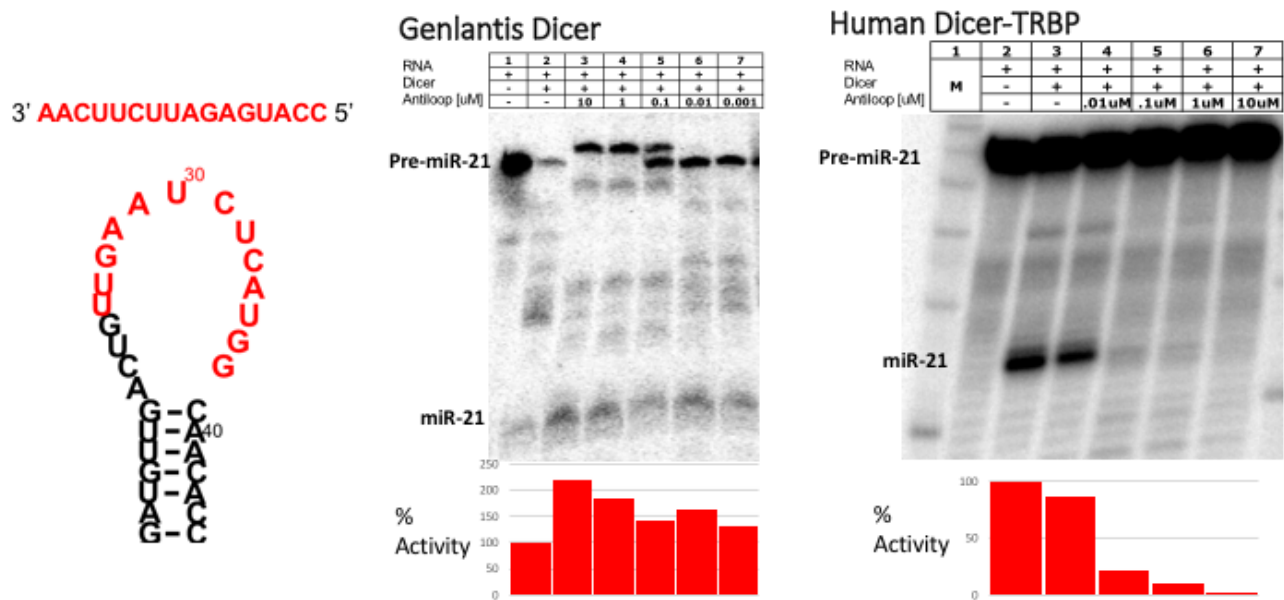 Genlantis Dicer
Human Dicer-TRBP
3' AACUUCUUAGAGUACC 5'
RNA
Dicer
Antiloop [uM]
1 2 3 4 5 6 7
+ + + + + + +
- + + + + + +
- - 10 1 0.1 0.01 0.001
RNA
Dicer
Antiloop [uM]
1 2 3 4 5 6 7
M + + + + + +
- + + + + +
- - .01uM .1uM 1uM 10uM
Pre-miR-21
miR-21
Pre-miR-21
miR-21
30
40
U
A
A
G
U
U
G
U
C
A
C
U
C
A
U
G
G
G-C
U-A
U-A
G-C
U-A
A-C
G-C
%
Activity
250
200
150
100
50
0
%
Activity
100
50
0